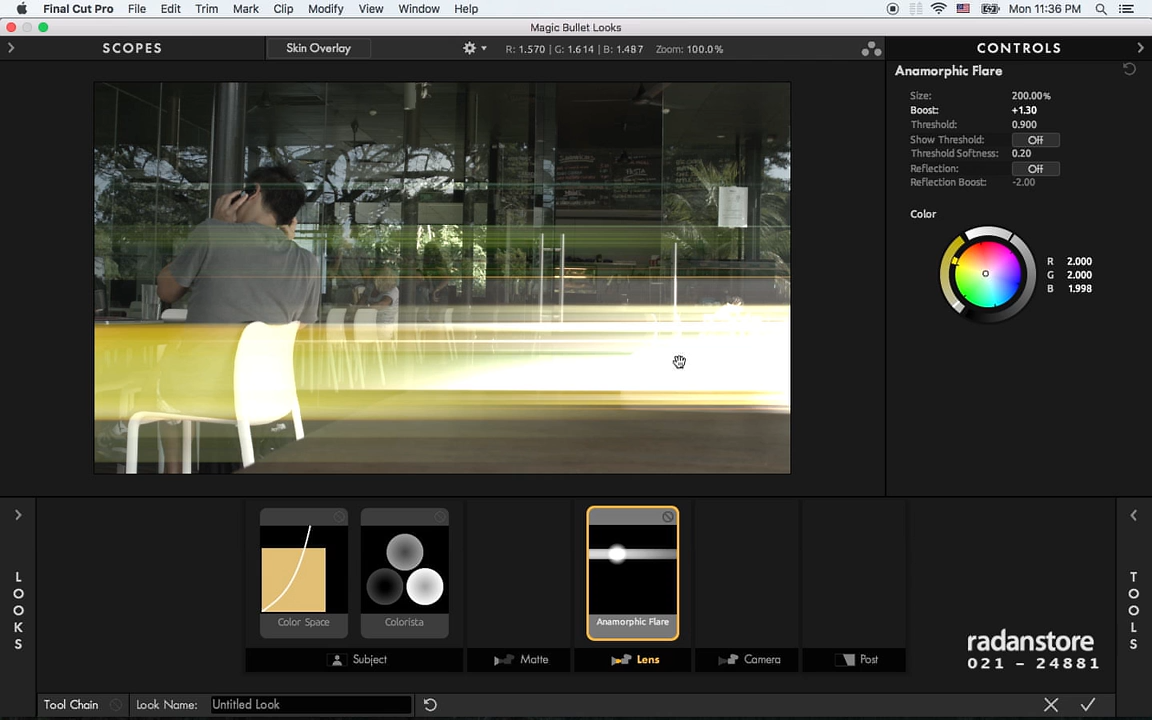 Final Cut Pro File Edit Trim Mark Clip Modify View Window Help Mon 11:36 PM
Magic Bullet Looks
SCOPES Skin Overlay R: 1.570 | G: 1.614 | B: 1.487 Zoom: 100.0% CONTROLS
Anamorphic Flare
Size: 200.00%
Boost: +1.30
Threshold: 0.900
Show Threshold: Off
Threshold Softness: 0.20
Reflection: Off
Reflection Boost: -2.00
Color
R 2.000
G 2.000
B 1.998
LOOKS
TOOLS
Color Space Colorista Anamorphic Flare
Subject Matte Lens Camera Post
radanstore
021 - 24881
Tool Chain Look Name: Untitled Look